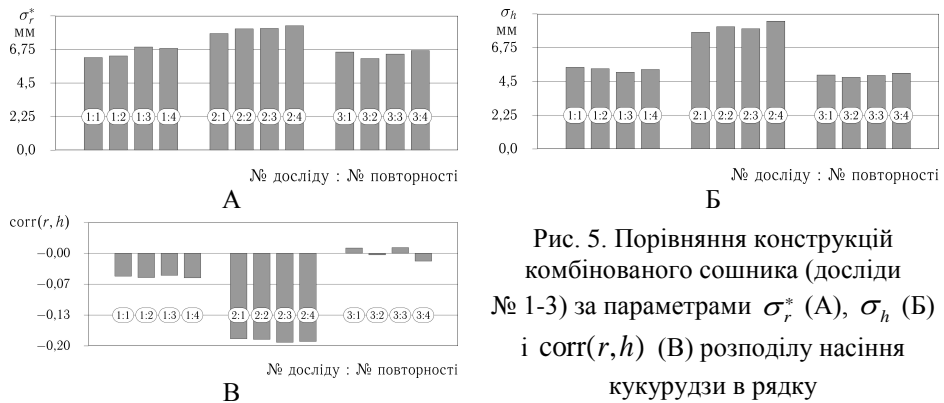 σ*r
мм
6,75
4,5
2,25
0,0
1:1 1:2 1:3 1:4 2:1 2:2 2:3 2:4 3:1 3:2 3:3 3:4
№ досліду : № повторності
А
σh
мм
6,75
4,5
2,25
0,0
1:1 1:2 1:3 1:4 2:1 2:2 2:3 2:4 3:1 3:2 3:3 3:4
№ досліду : № повторності
Б
corr(r, h)
−0,00
−0,07
−0,13
−0,20
1:1 1:2 1:3 1:4 2:1 2:2 2:3 2:4 3:1 3:2 3:3 3:4
№ досліду : № повторності
В
Рис. 5. Порівняння конструкцій
комбінованого сошника (досліди
№ 1-3) за параметрами σ*r (А), σh (Б)
і corr(r, h) (В) розподілу насіння
кукурудзи в рядку